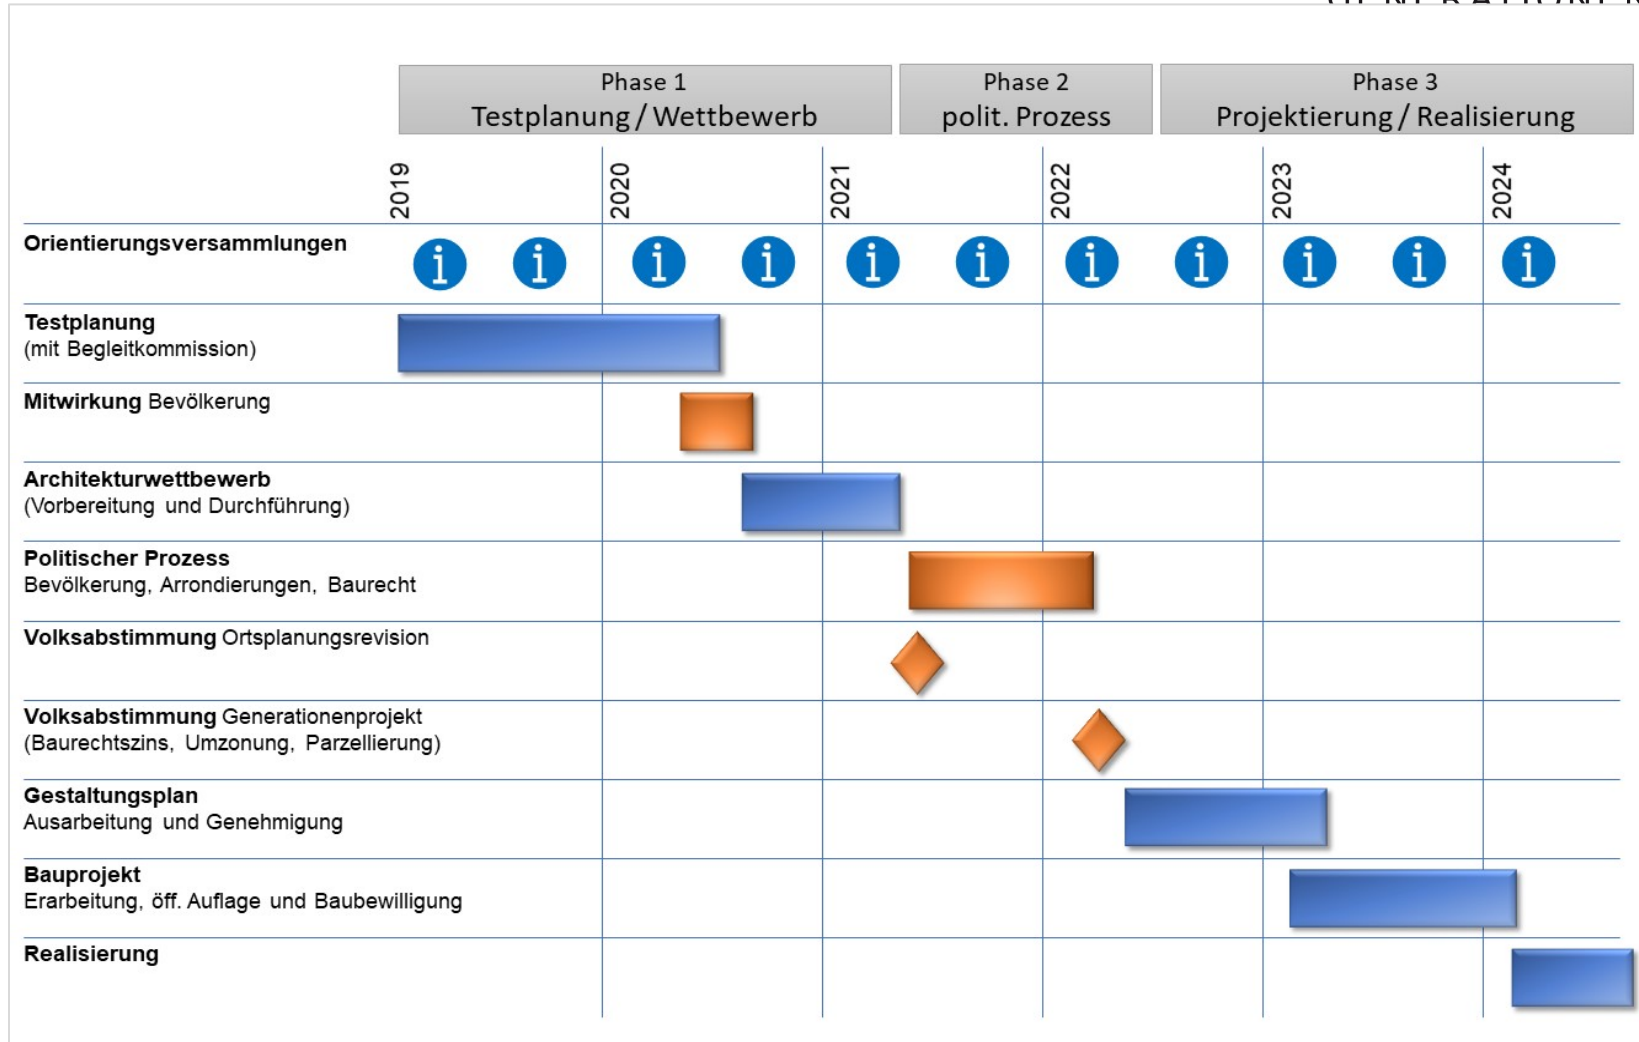 Phase 1
Testplanung / Wettbewerb
Phase 2
polit. Prozess
Phase 3
Projektierung / Realisierung
2019
2020
2021
2022
2023
2024
Orientierungsversammlungen
i i i i i i i i i i i
Testplanung
(mit Begleitkommission)
Mitwirkung Bevölkerung
Architekturwettbewerb
(Vorbereitung und Durchführung)
Politischer Prozess
Bevölkerung, Arrondierungen, Baurecht
Volksabstimmung Ortsplanungsrevision
Volksabstimmung Generationenprojekt
(Baurechtszins, Umzonung, Parzellierung)
Gestaltungsplan
Ausarbeitung und Genehmigung
Bauprojekt
Erarbeitung, öff. Auflage und Baubewilligung
Realisierung